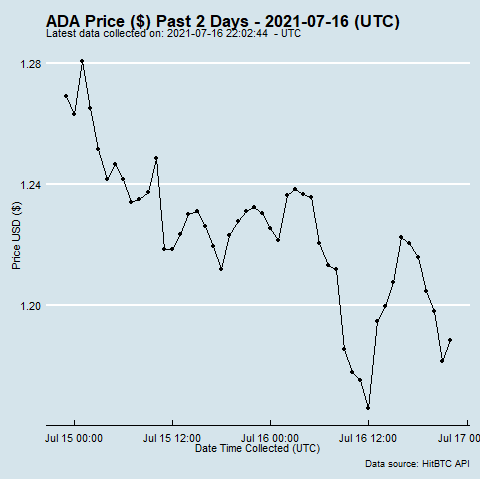 ADA Price ($) Past 2 Days - 2021-07-16 (UTC)
Latest data collected on: 2021-07-16 22:02:44  - UTC
1.28
1.24
1.20
Price USD ($)
Jul 15 00:00 Jul 15 12:00 Jul 16 00:00 Jul 16 12:00 Jul 17 00
Date Time Collected (UTC)
Data source: HitBTC API